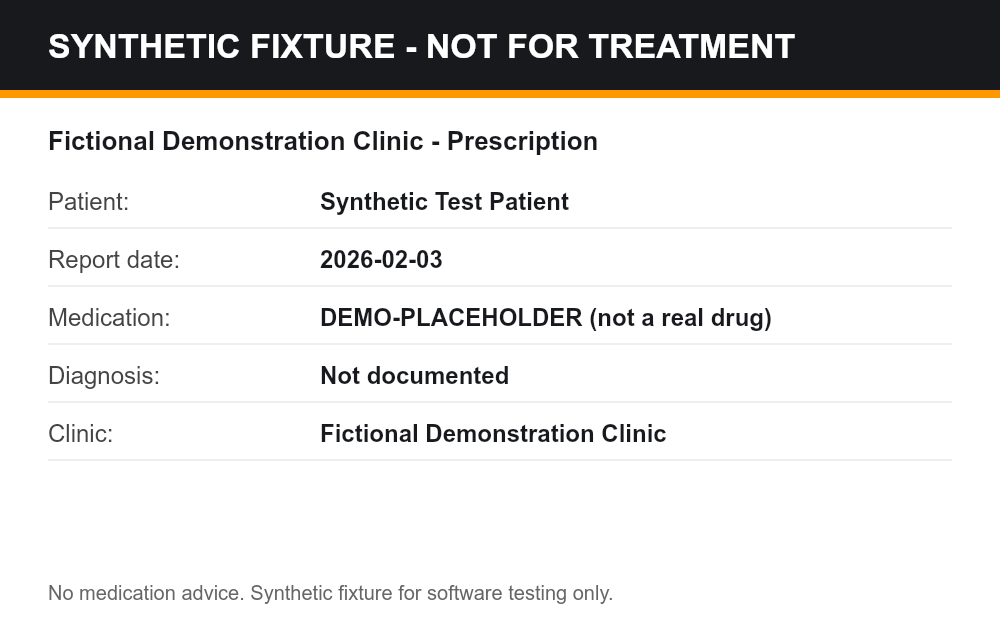 SYNTHETIC FIXTURE - NOT FOR TREATMENT
Fictional Demonstration Clinic - Prescription
Patient: Synthetic Test Patient
Report date: 2026-02-03
Medication: DEMO-PLACEHOLDER (not a real drug)
Diagnosis: Not documented
Clinic: Fictional Demonstration Clinic
No medication advice. Synthetic fixture for software testing only.